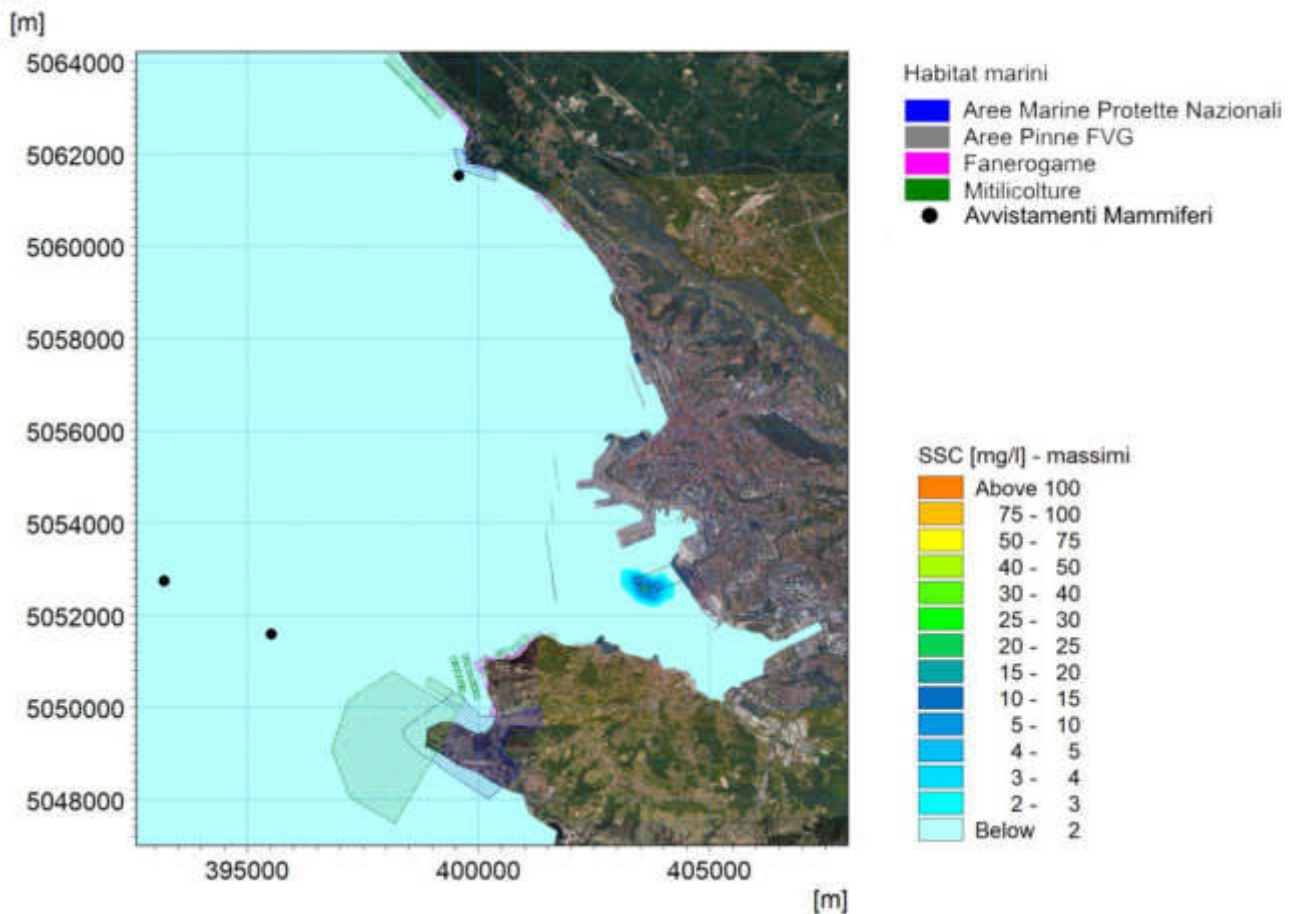 [m]
5064000
5062000
5060000
5058000
5056000
5054000
5052000
5050000
5048000
395000
400000
405000
[m]
Habitat marini
Aree Marine Protette Nazionali
Aree Pinne FVG
Fanerogame
Mitilicolture
Avvistamenti Mammiferi
SSC [mg/l] - massimi
Above 100
75 - 100
50 - 75
40 - 50
30 - 40
25 - 30
20 - 25
15 - 20
10 - 15
5 - 10
4 - 5
3 - 4
2 - 3
Below 2